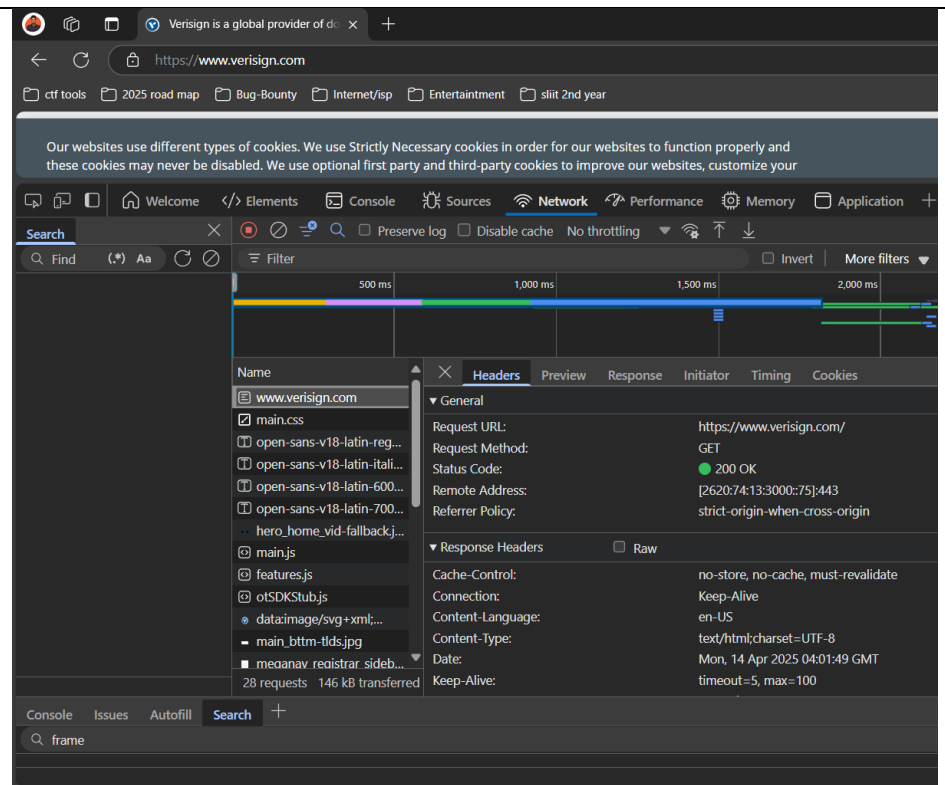 Verisign is a global provider of do
https://www.verisign.com
ctf tools 2025 road map Bug-Bounty Internet/isp Entertaintment sliit 2nd year
Our websites use different types of cookies. We use Strictly Necessary cookies in order for our websites to function properly and
these cookies may never be disabled. We use optional first party and third-party cookies to improve our websites, customize your
Welcome Elements Console Sources Network Performance Memory Application
Search
Preserve log Disable cache No throttling
Find (.*) Aa
Filter Invert More filters
500 ms 1,000 ms 1,500 ms 2,000 ms
Name
www.verisign.com
main.css
open-sans-v18-latin-reg...
open-sans-v18-latin-itali...
open-sans-v18-latin-600...
open-sans-v18-latin-700...
hero_home_vid-fallback.j...
main.js
features.js
otSDKStub.js
data:image/svg+xml;...
main_bttm-tlds.jpg
meganav_registrar_sideb...
28 requests 146 kB transferred
Headers Preview Response Initiator Timing Cookies
General
Request URL: https://www.verisign.com/
Request Method: GET
Status Code: 200 OK
Remote Address: [2620:74:13:3000::75]:443
Referrer Policy: strict-origin-when-cross-origin
Response Headers Raw
Cache-Control: no-store, no-cache, must-revalidate
Connection: Keep-Alive
Content-Language: en-US
Content-Type: text/html;charset=UTF-8
Date: Mon, 14 Apr 2025 04:01:49 GMT
Keep-Alive: timeout=5, max=100
Console Issues Autofill Search
frame